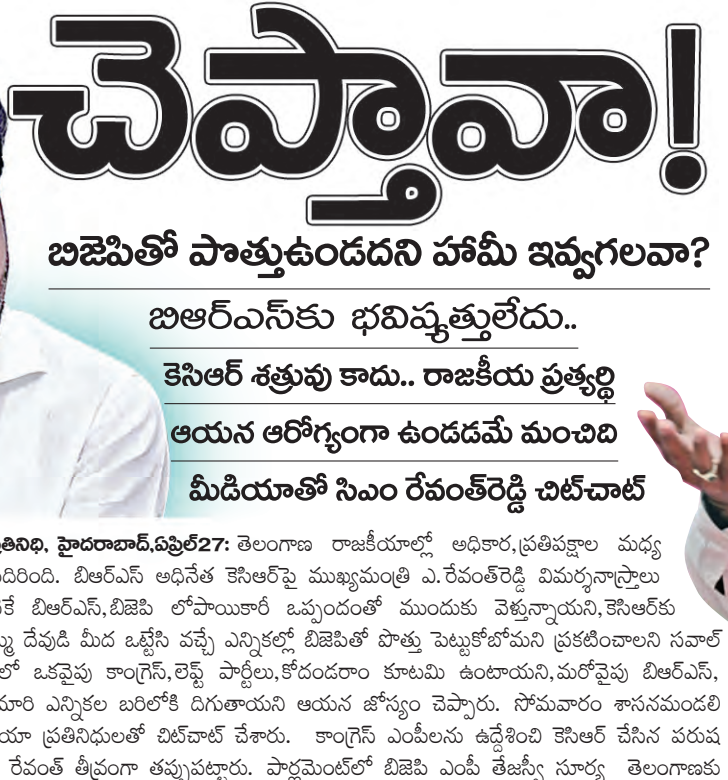 చెప్తావా!
బిజెపితో పొత్తుఉండదని హామీ ఇవ్వగలవా?
బిఆర్ఎస్‌కు భవిష్యత్తులేదు..
కెసిఆర్ శత్రువు కాదు.. రాజకీయ ప్రత్యర్థి
ఆయన ఆరోగ్యంగా ఉండడమే మంచిది
మీడియాతో సిఎం రేవంత్‌రెడ్డి చిట్‌చాట్
హైదరాబాద్,ఏప్రిల్27: తెలంగాణ రాజకీయాల్లో అధికార,ప్రతిపక్షాల మధ్య
బిఆర్ఎస్ అధినేత కెసిఆర్‌పై ముఖ్యమంత్రి ఎ.రేవంత్‌రెడ్డి విమర్శనాస్త్రాలు
బిఆర్ఎస్,బిజెపి లోపాయికారీ ఒప్పందంతో ముందుకు వెళ్తున్నాయని,కెసిఆర్‌కు
దేవుడి మీద ఒట్టేసి వచ్చే ఎన్నికల్లో బిజెపితో పొత్తు పెట్టుకోబోమని ప్రకటించాలని సవాల్
లో ఒకవైపు కాంగ్రెస్,లెఫ్ట్ పార్టీలు,కోదండరాం కూటమి ఉంటాయని,మరోవైపు బిఆర్ఎస్,
ఎన్నికల బరిలోకి దిగుతాయని ఆయన జోస్యం చెప్పారు. సోమవారం శాసనమండలి
ప్రతినిధులతో చిట్‌చాట్ చేశారు. కాంగ్రెస్ ఎంపీలను ఉద్దేశించి కెసిఆర్ చేసిన పరుష
రేవంత్ తీవ్రంగా తప్పుపట్టారు. పార్లమెంట్‌లో బిజెపి ఎంపీ తేజస్వీ సూర్య తెలంగాణకు